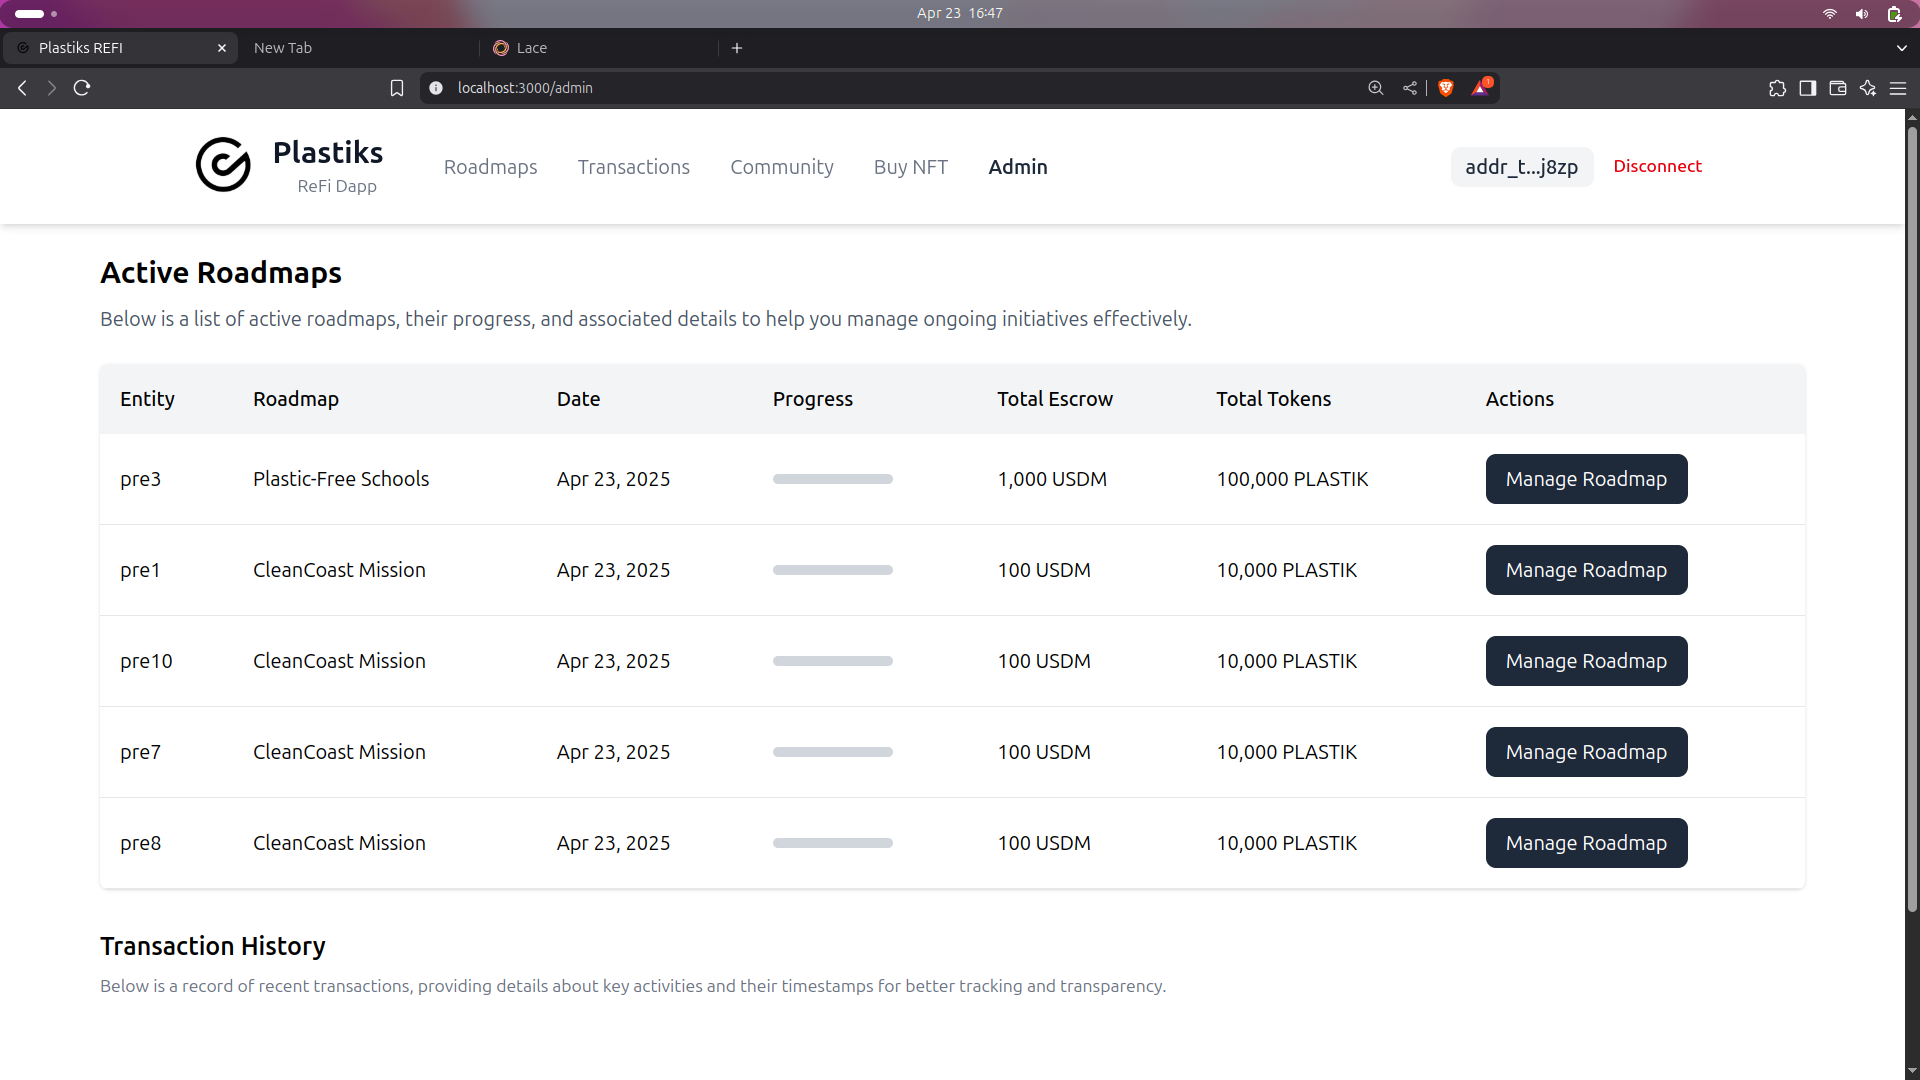 Apr 23 16:47
Plastiks REFI
New Tab
Lace
localhost:3000/admin
1
Plastiks
ReFi Dapp
Roadmaps
Transactions
Community
Buy NFT
Admin
addr_t...j8zp
Disconnect
Active Roadmaps
Below is a list of active roadmaps, their progress, and associated details to help you manage ongoing initiatives effectively.
Entity Roadmap Date Progress Total Escrow Total Tokens Actions
pre3 Plastic-Free Schools Apr 23, 2025 1,000 USDM 100,000 PLASTIK Manage Roadmap
pre1 CleanCoast Mission Apr 23, 2025 100 USDM 10,000 PLASTIK Manage Roadmap
pre10 CleanCoast Mission Apr 23, 2025 100 USDM 10,000 PLASTIK Manage Roadmap
pre7 CleanCoast Mission Apr 23, 2025 100 USDM 10,000 PLASTIK Manage Roadmap
pre8 CleanCoast Mission Apr 23, 2025 100 USDM 10,000 PLASTIK Manage Roadmap
Transaction History
Below is a record of recent transactions, providing details about key activities and their timestamps for better tracking and transparency.